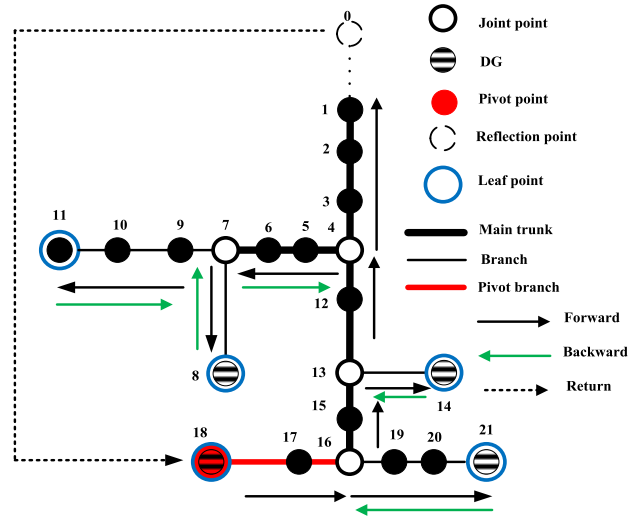 0
Joint point
DG
1
Pivot point
2
Reflection point
3
Leaf point
11
10
9
7
6
5
4
Main trunk
Branch
12
Pivot branch
Forward
8
13
Backward
14
15
Return
18
17
16
19
20
21